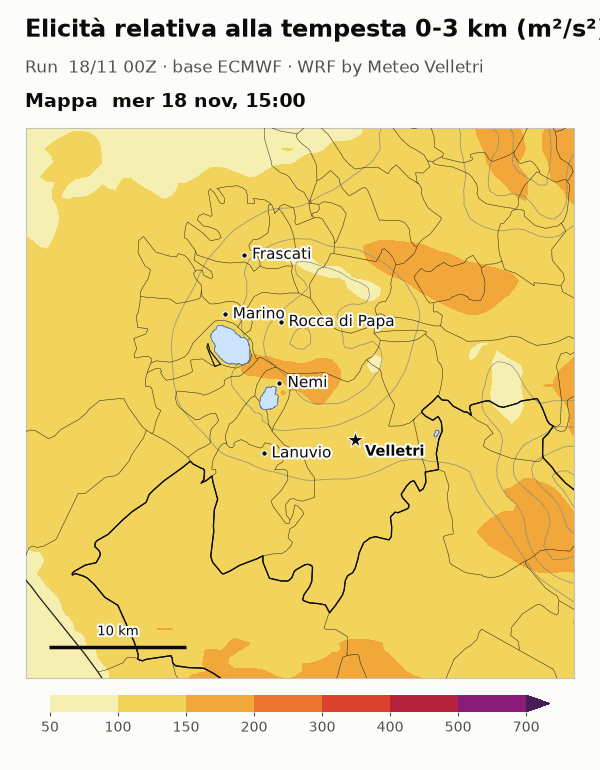 Elicità relativa alla tempesta 0-3 km (m²/s²)
Run  18/11 00Z · base ECMWF · WRF by Meteo Velletri
Mappa  mer 18 nov, 15:00
Frascati
Marino
Rocca di Papa
Nemi
Velletri
Lanuvio
10 km
50 100 150 200 300 400 500 700